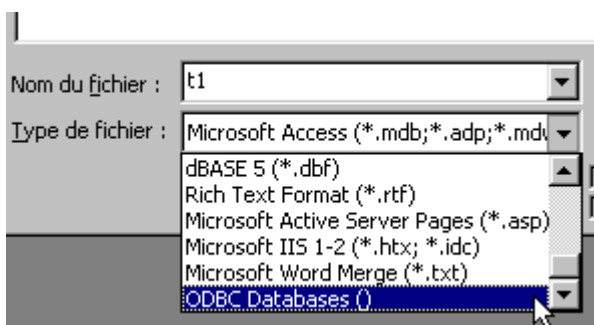 Nom du fichier :
t1
Type de fichier :
Microsoft Access (*.mdb;*.adp;*.mdw
dBASE 5 (*.dbf)
Rich Text Format (*.rtf)
Microsoft Active Server Pages (*.asp)
Microsoft IIS 1-2 (*.htx; *.idc)
Microsoft Word Merge (*.txt)
ODBC Databases ()